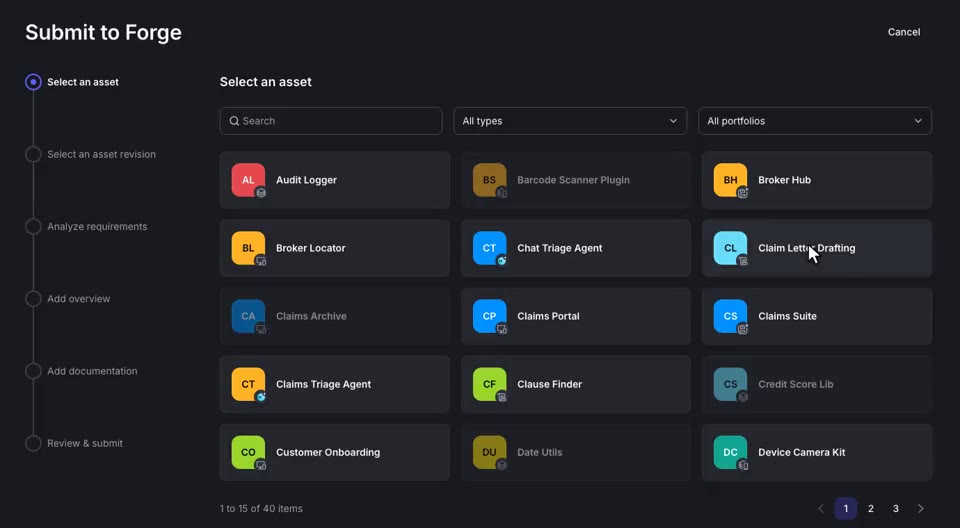 Submit to Forge
Cancel
Select an asset
Select an asset revision
Analyze requirements
Add overview
Add documentation
Review & submit
Select an asset
Search
All types
All portfolios
AL Audit Logger
BS Barcode Scanner Plugin
BH Broker Hub
BL Broker Locator
CT Chat Triage Agent
CL Claim Letter Drafting
CA Claims Archive
CP Claims Portal
CS Claims Suite
CT Claims Triage Agent
CF Clause Finder
CS Credit Score Lib
CO Customer Onboarding
DU Date Utils
DC Device Camera Kit
1 to 15 of 40 items
1 2 3